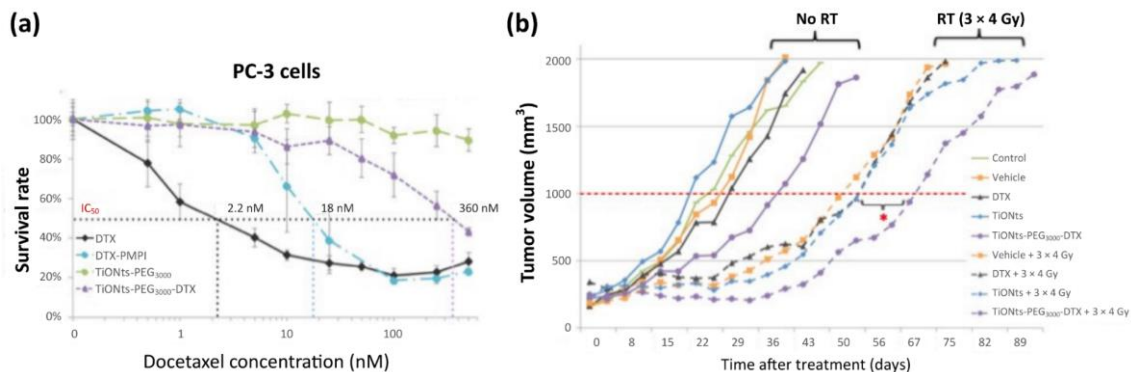 (a)
PC-3 cells
Survival rate
100%
80%
60%
40%
20%
0%
IC50
2.2 nM
18 nM
360 nM
DTX
DTX-PMPI
TiONts-PEG3000
TiONts-PEG3000-DTX
0
1
10
100
Docetaxel concentration (nM)
(b)
No RT
RT (3 × 4 Gy)
Tumor volume (mm3)
2000
1500
1000
500
0
Control
Vehicle
DTX
TiONts
TiONts-PEG3000-DTX
Vehicle + 3 × 4 Gy
DTX + 3 × 4 Gy
TiONts + 3 × 4 Gy
TiONts-PEG3000-DTX + 3 × 4 Gy
*
0 8 15 22 29 36 43 50 56 67 75 82 89
Time after treatment (days)